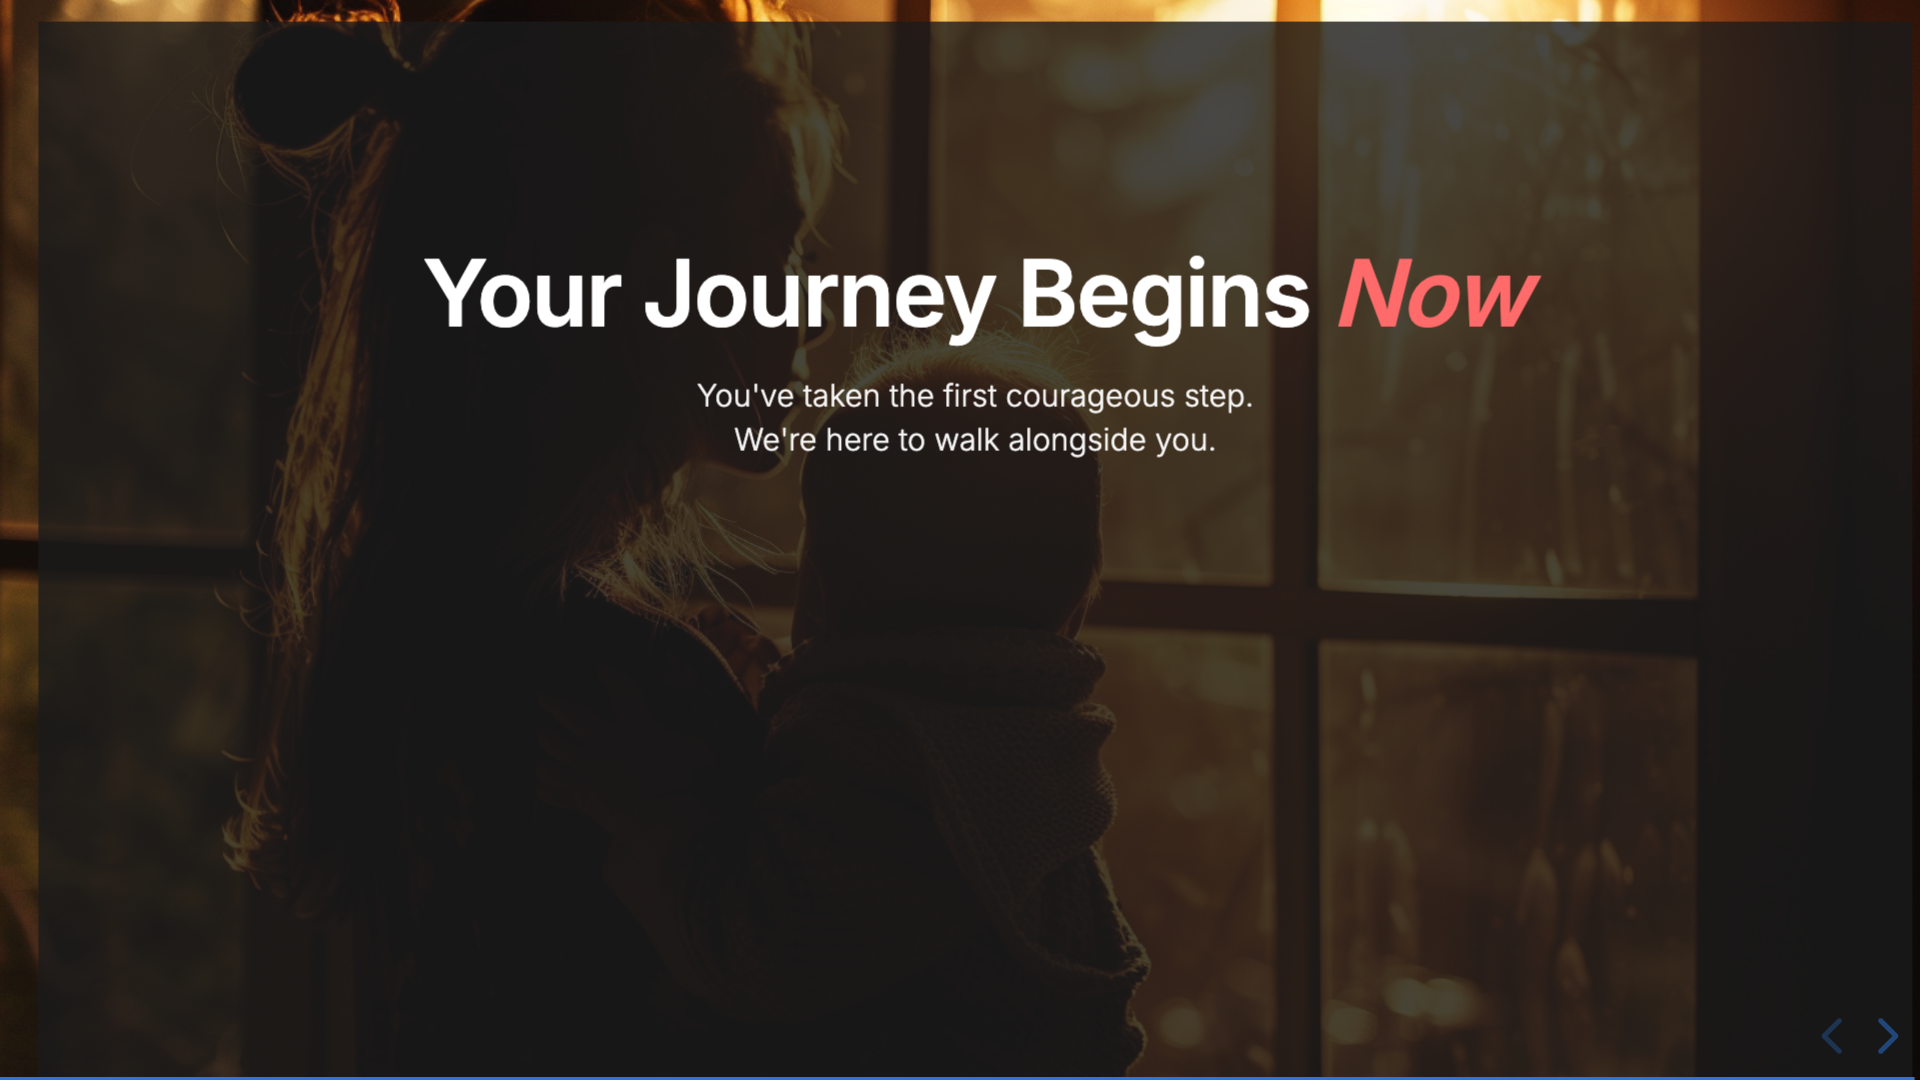 Your Journey Begins Now
You've taken the first courageous step.
We're here to walk alongside you.